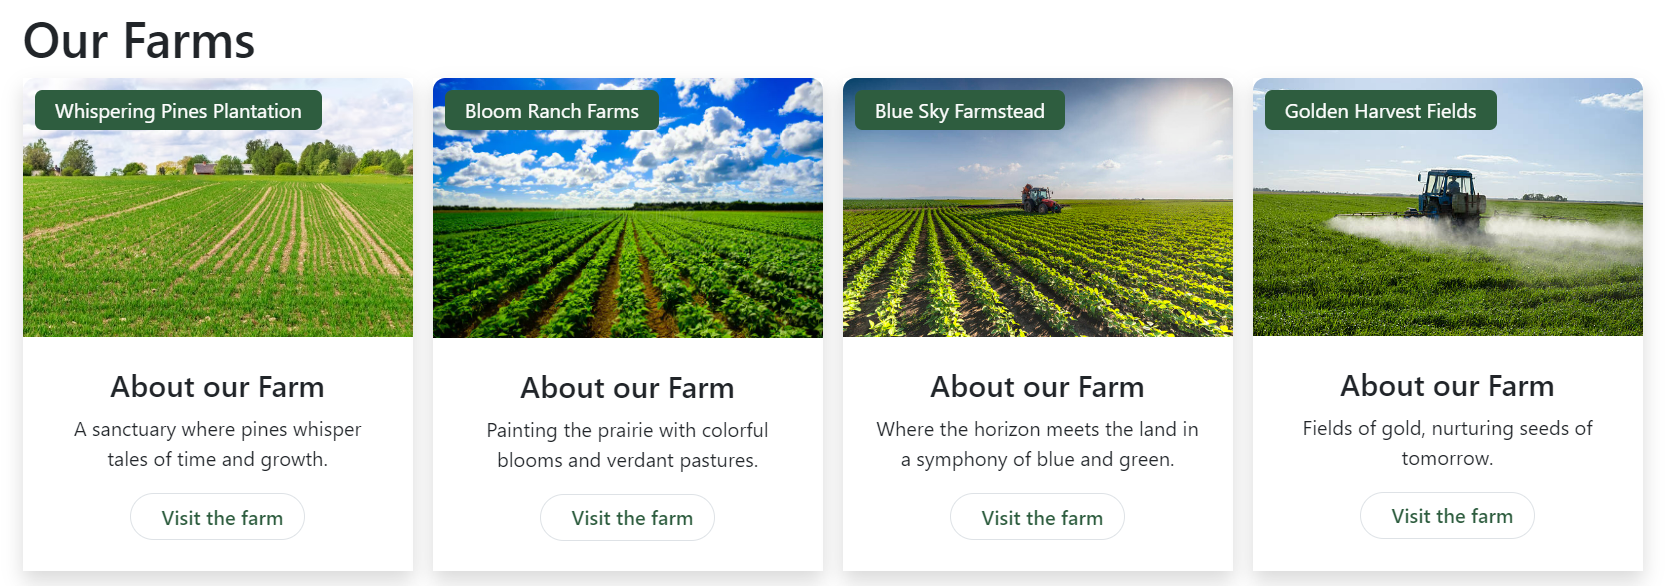 Our Farms
Whispering Pines Plantation
About our Farm
A sanctuary where pines whisper
tales of time and growth.
Visit the farm
Bloom Ranch Farms
About our Farm
Painting the prairie with colorful
blooms and verdant pastures.
Visit the farm
Blue Sky Farmstead
About our Farm
Where the horizon meets the land in
a symphony of blue and green.
Visit the farm
Golden Harvest Fields
About our Farm
Fields of gold, nurturing seeds of
tomorrow.
Visit the farm